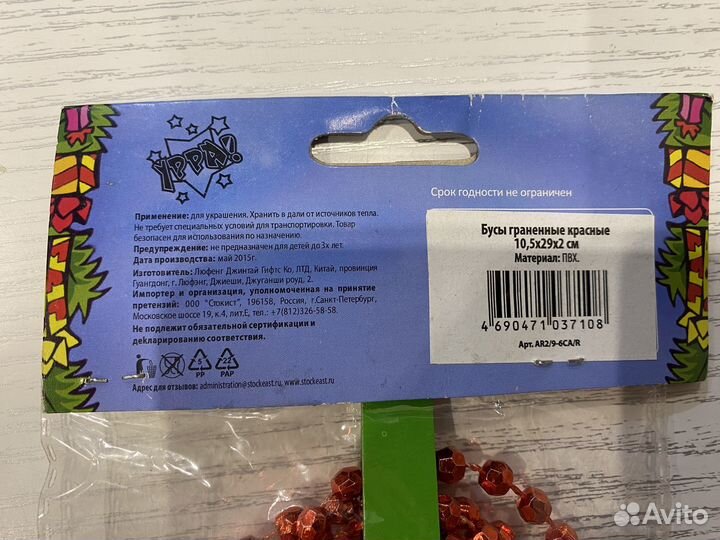 УРРА!
Применение: для украшения. Хранить в дали от источников тепла.
Не требует специальных условий для транспортировки. Товар
безопасен для использования по назначению.
Предупреждение: не предназначен для детей до 3х лет.
Дата производства: май 2015г.
Изготовитель: Люфенг Джингтай Гифтс Ко, ЛТД, Китай, провинция
Гуангдонг, г. Люфэнг, Джиеши, Джуганши роуд, 2.
Импортер и организация, уполномоченная на принятие
претензий: ООО "Стокист", 196158, Россия, г.Санкт-Петербург,
Московское шоссе 19, к.4, лит.Е, тел.: +7(812)326-58-58.
Не подлежит обязательной сертификации и
декларированию соответствия.
5
PP
22
PAP
Адрес для отзывов: administration@stockeast.ru, www.stockeast.ru
Срок годности не ограничен
Бусы граненные красные
10,5х29х2 см
Материал: ПВХ.
4 690471 037108
Арт. AR2/9-6CA/R
Avito